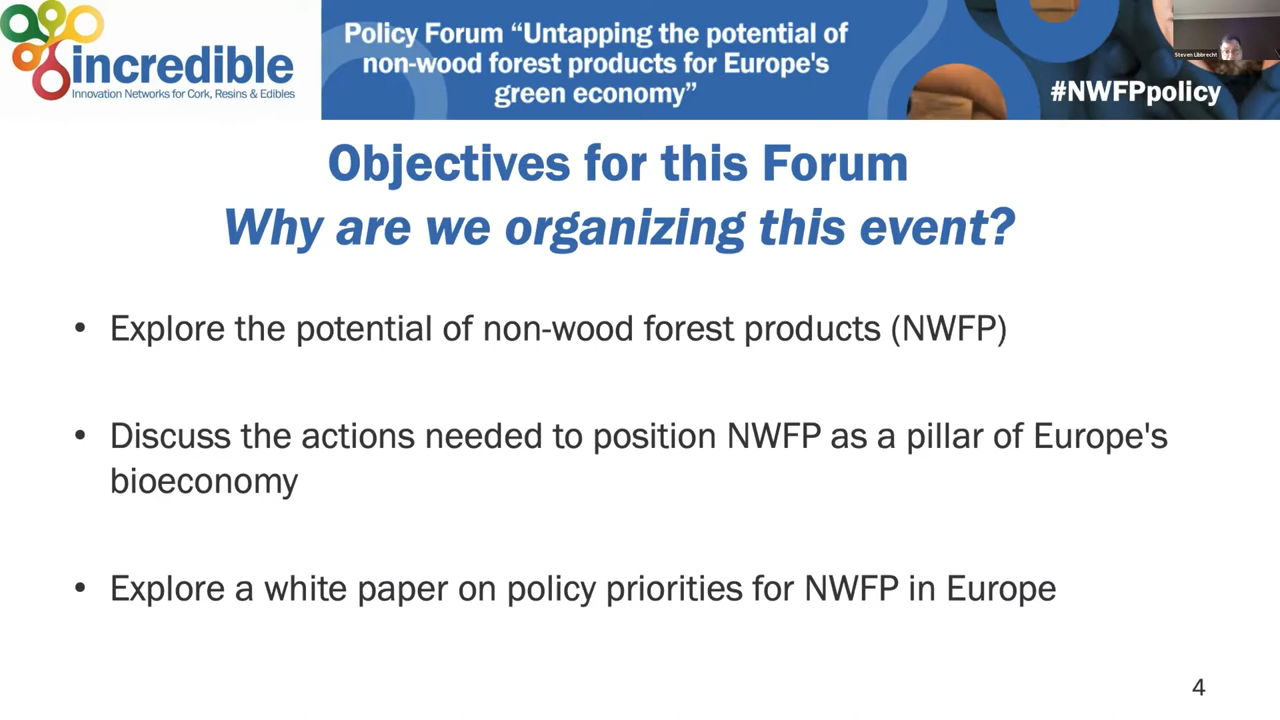 incredible
Innovation Networks for Cork, Resins & Edibles
Policy Forum “Untapping the potential of
non-wood forest products for Europe's
green economy”
#NWFPpolicy
Steven Libbrecht
Objectives for this Forum
Why are we organizing this event?
• Explore the potential of non-wood forest products (NWFP)
• Discuss the actions needed to position NWFP as a pillar of Europe's
bioeconomy
• Explore a white paper on policy priorities for NWFP in Europe
4